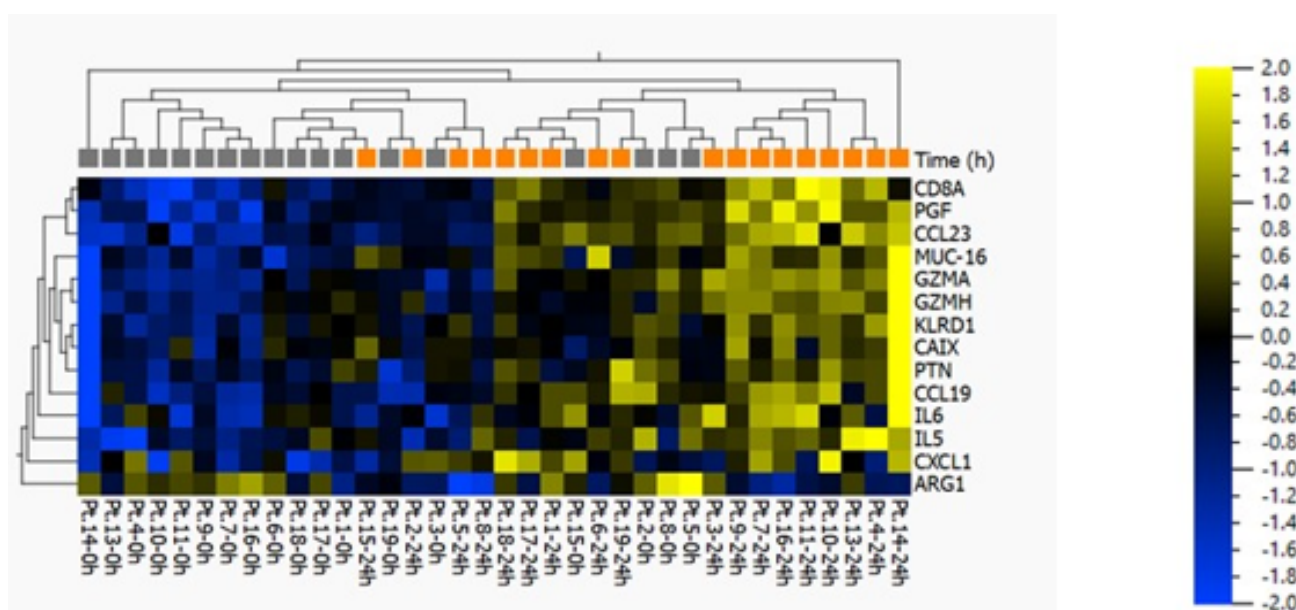 Time (h)
CD8A
PGF
CCL23
MUC-16
GZMA
GZMH
KLRD1
CAIX
PTN
CCL19
IL6
IL5
CXCL1
ARG1
Pt.14-0h
Pt.13-0h
Pt.4-0h
Pt.10-0h
Pt.11-0h
Pt.9-0h
Pt.7-0h
Pt.16-0h
Pt.6-0h
Pt.18-0h
Pt.17-0h
Pt.1-0h
Pt.15-24h
Pt.19-0h
Pt.2-24h
Pt.3-0h
Pt.5-24h
Pt.8-24h
Pt.18-24h
Pt.17-24h
Pt.1-24h
Pt.15-0h
Pt.6-24h
Pt.19-24h
Pt.2-0h
Pt.8-0h
Pt.5-0h
Pt.3-24h
Pt.9-24h
Pt.7-24h
Pt.16-24h
Pt.11-24h
Pt.10-24h
Pt.13-24h
Pt.4-24h
Pt.14-24h
2.0
1.8
1.6
1.4
1.2
1.0
0.8
0.6
0.4
0.2
0.0
-0.2
-0.4
-0.6
-0.8
-1.0
-1.2
-1.4
-1.6
-1.8
-2.0